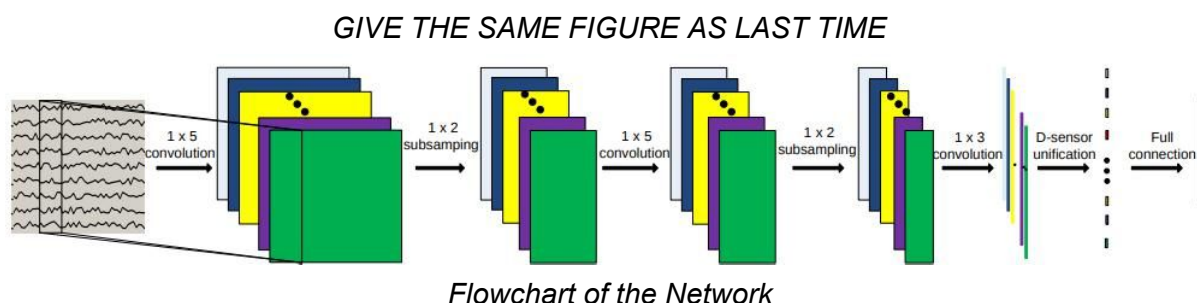 GIVE THE SAME FIGURE AS LAST TIME
1 x 5
convolution
1 x 2
subsamping
1 x 5
convolution
1 x 2
subsampling
1 x 3
convolution
D-sensor
unification
Full
connection
Flowchart of the Network